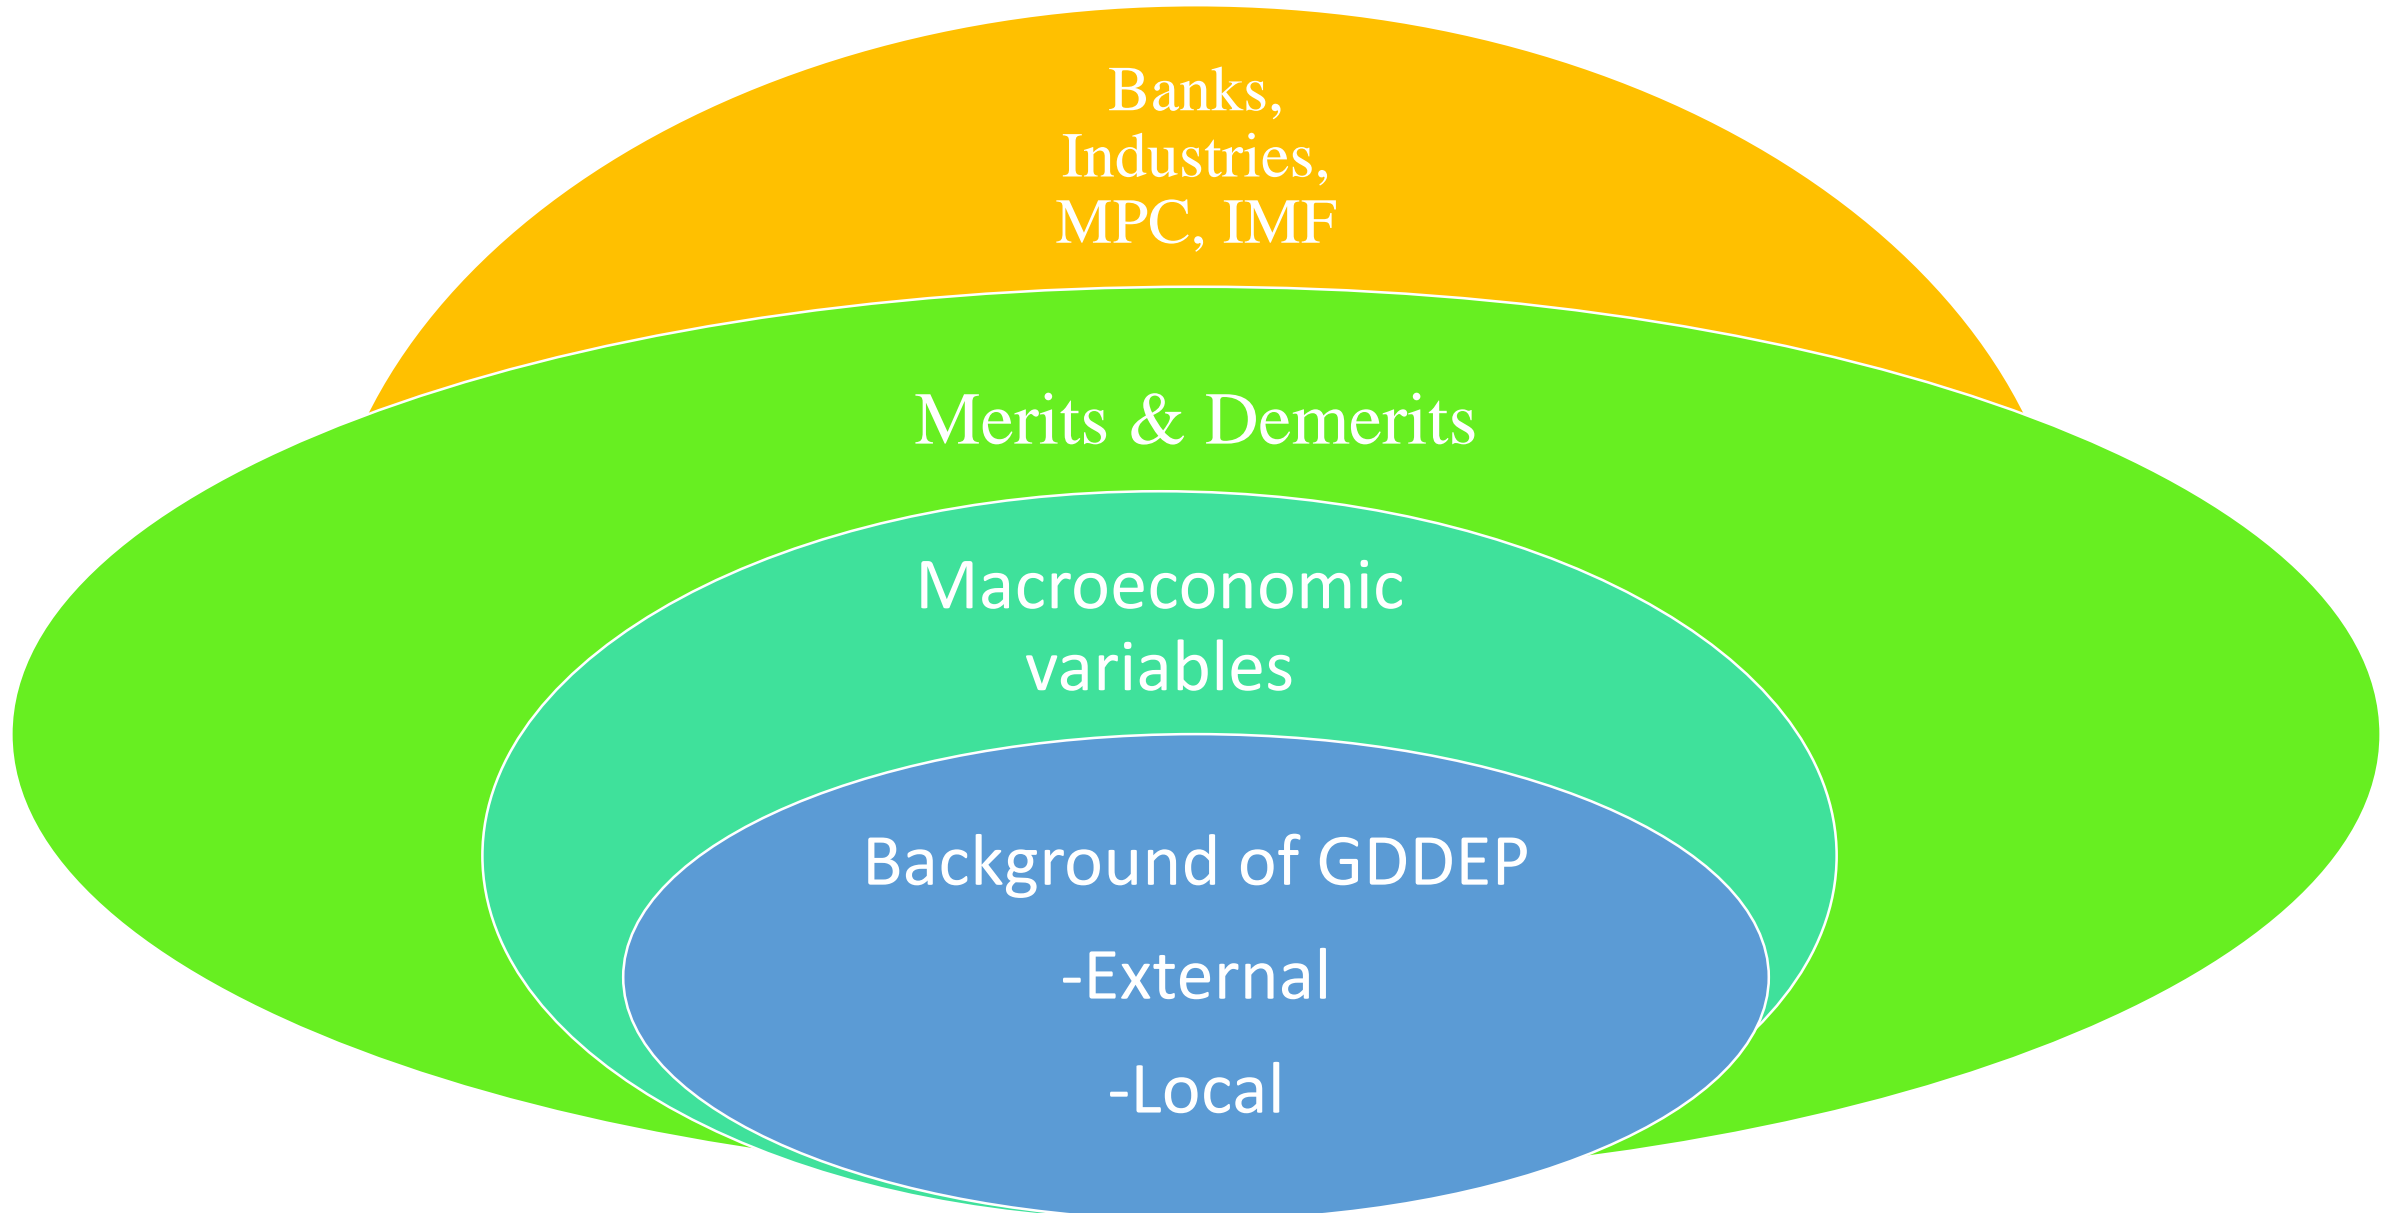 Banks,
Industries,
MPC, IMF
Merits & Demerits
Macroeconomic
variables
Background of GDDEP
-External
-Local